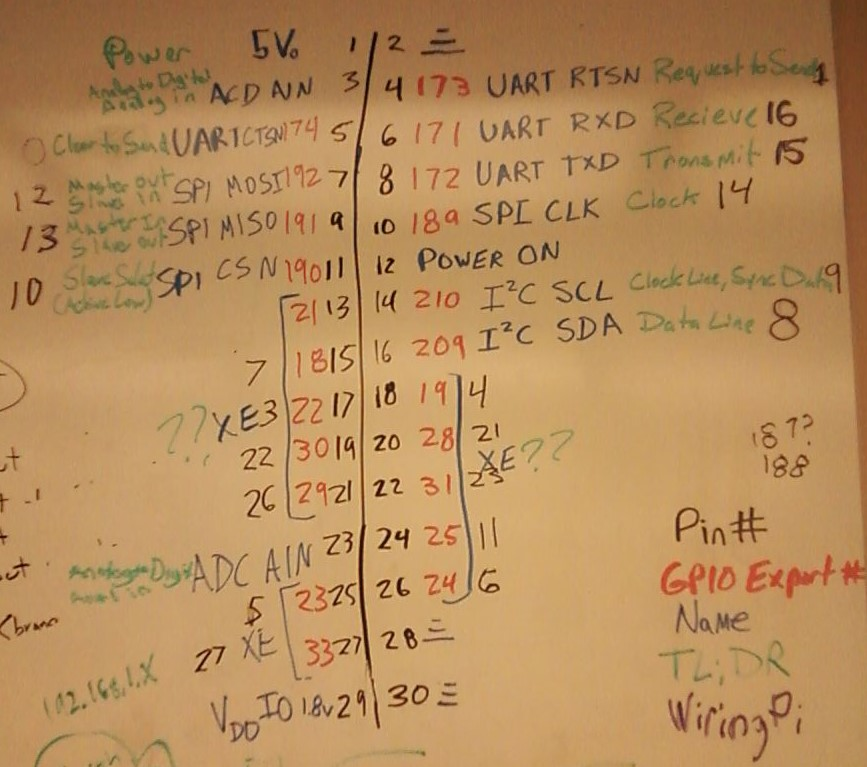 Power 5V. 1 / 2
Analog to Digital Analog in ACD AIN 3 4 173 UART RTSN Request to Send 1
0 Clear to Send UART CTSN 174 5 6 171 UART RXD Recieve 16
12 Master out Slave in SPI MOSI 192 7 8 172 UART TXD Transmit 15
13 Master In Slave out SPI MISO 191 9 10 189 SPI CLK Clock 14
10 (Active Low) SPI CSN 190 11 12 POWER ON
21 13 14 210 I²C SCL Clock Line, Sync Data 9
7 18 15 16 209 I²C SDA Data Line 8
?? XE3 22 17 18 19 4
22 30 19 20 28 21
XE??
26 29 21 22 31 23
187?
188
ADC AIN 23 24 25 11
5 23 25 26 24 6
27 XE 33 27 28
192.168.1.X
VDD IO 1.8v 29 30
Pin#
GPIO Export #
Name
TL;DR
WiringPi